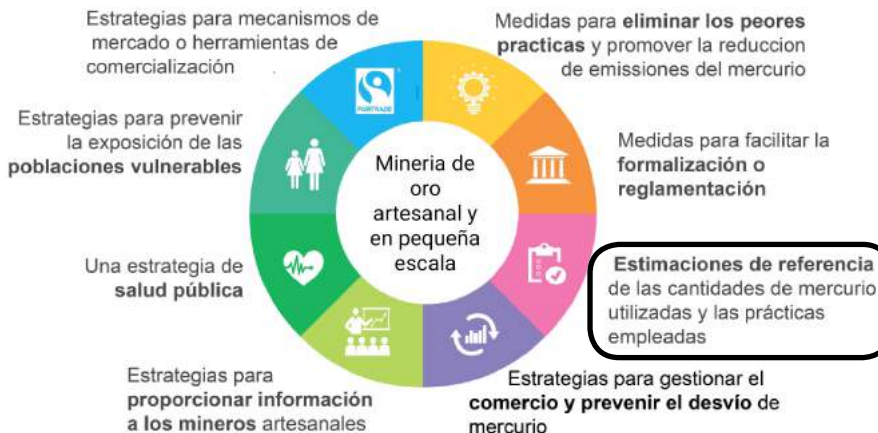 Estrategias para mecanismos de
mercado o herramientas de
comercialización
Medidas para eliminar los peores
practicas y promover la reduccion
de emissiones del mercurio
FAIRTRADE
Estrategias para prevenir
la exposición de las
poblaciones vulnerables
Medidas para facilitar la
formalización o
reglamentación
Mineria de
oro
artesanal y
en pequeña
escala
Una estrategia de
salud pública
Estimaciones de referencia
de las cantidades de mercurio
utilizadas y las prácticas
empleadas
Estrategias para
proporcionar información
a los mineros artesanales
Estrategias para gestionar el
comercio y prevenir el desvío de
mercurio